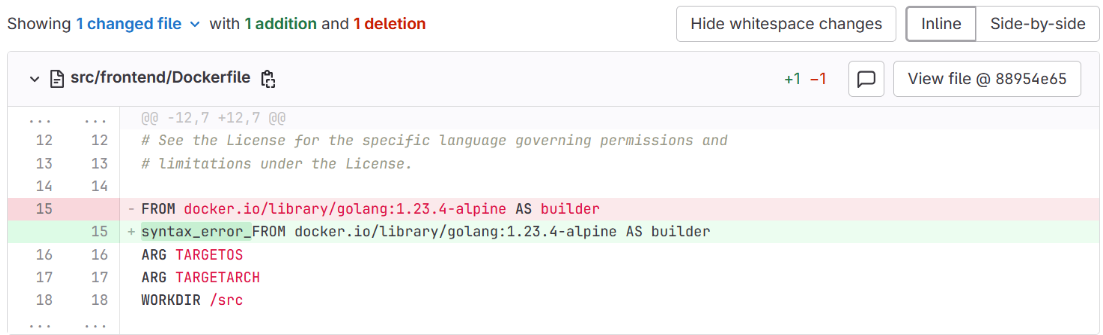 Showing 1 changed file with 1 addition and 1 deletion Hide whitespace changes Inline Side-by-side
src/frontend/Dockerfile +1 −1 View file @ 88954e65
... ... @@ -12,7 +12,7 @@
12 12 # See the License for the specific language governing permissions and
13 13 # limitations under the License.
14 14
15 - FROM docker.io/library/golang:1.23.4-alpine AS builder
15 + syntax_error_FROM docker.io/library/golang:1.23.4-alpine AS builder
16 16 ARG TARGETOS
17 17 ARG TARGETARCH
18 18 WORKDIR /src
... ...